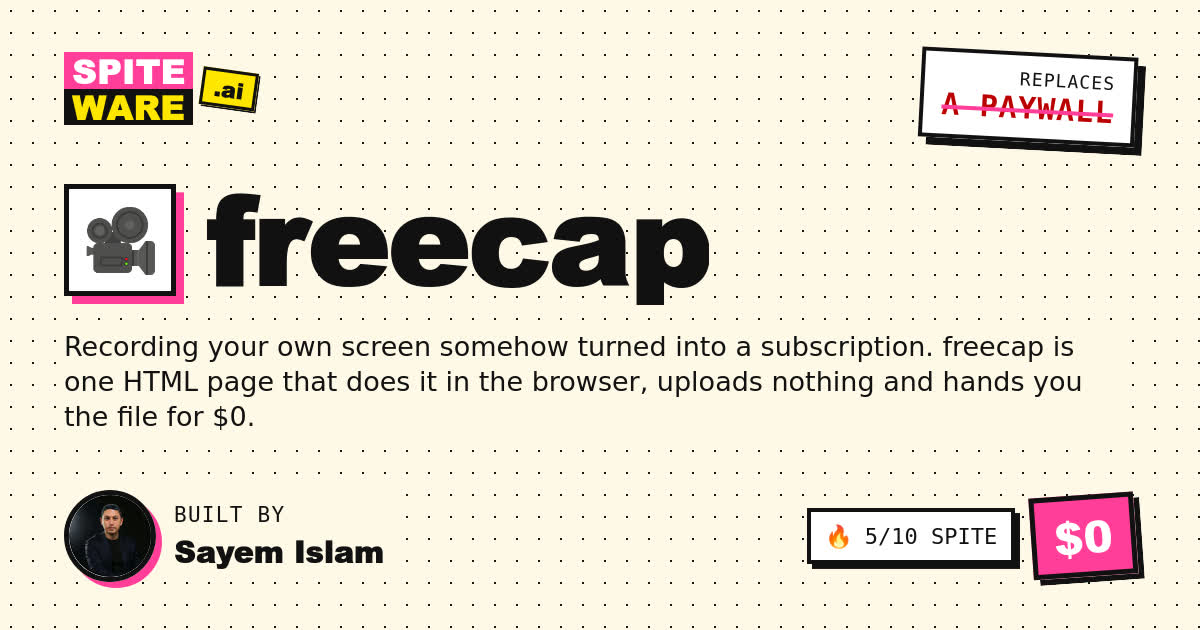 SPITE
WARE
.ai
REPLACES
A PAYWALL
freecap
Recording your own screen somehow turned into a subscription. freecap is
one HTML page that does it in the browser, uploads nothing and hands you
the file for $0.
BUILT BY
Sayem Islam
🔥 5/10 SPITE
$0